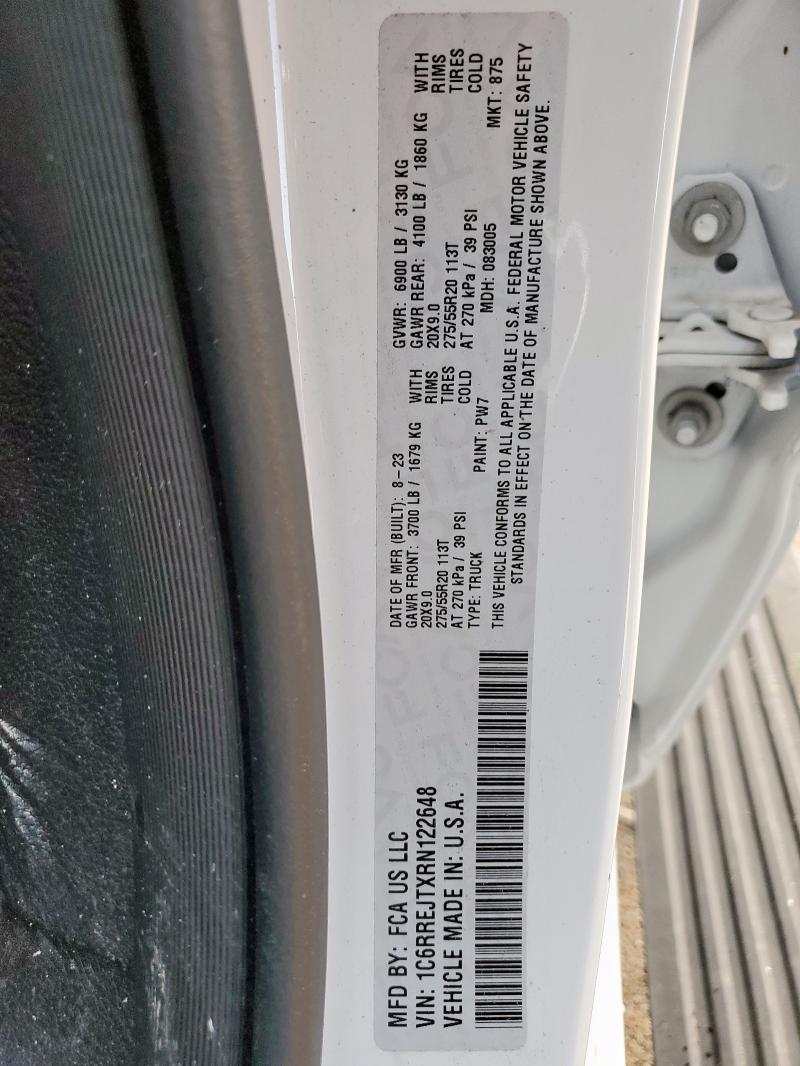 MFD BY: FCA US LLC
VIN: 1C6RREJTXRN122648
VEHICLE MADE IN: U.S.A.
DATE OF MFR (BUILT): 8-23 GVWR: 6900 LB / 3130 KG
GAWR FRONT: 3700 LB / 1679 KG WITH GAWR REAR: 4100 LB / 1860 KG WITH
20X9.0 RIMS 20X9.0 RIMS
275/55R20 113T TIRES 275/55R20 113T TIRES
AT 270 kPa / 39 PSI COLD AT 270 kPa / 39 PSI COLD
TYPE: TRUCK PAINT: PW7 MDH: 083005 MKT: 875
THIS VEHICLE CONFORMS TO ALL APPLICABLE U.S.A. FEDERAL MOTOR VEHICLE SAFETY
STANDARDS IN EFFECT ON THE DATE OF MANUFACTURE SHOWN ABOVE.